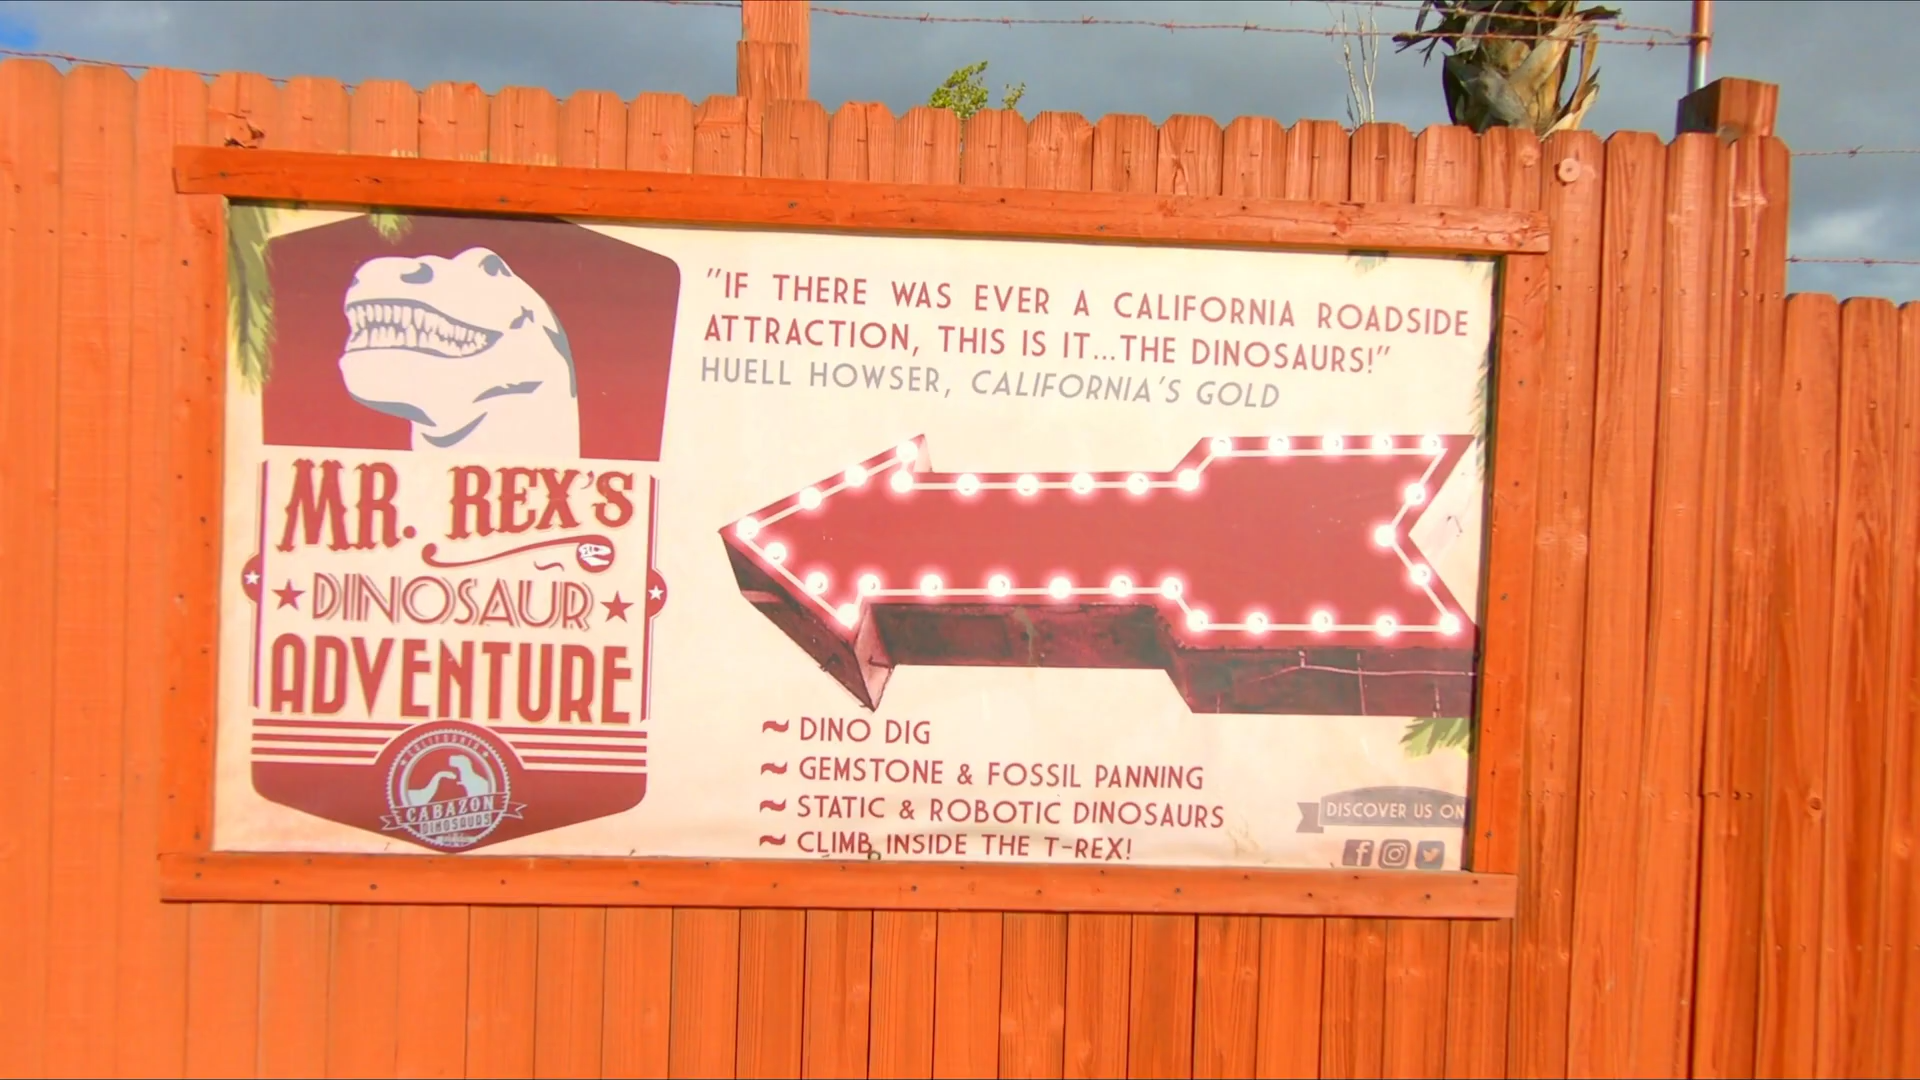 MR. REX'S
DINOSAUR
ADVENTURE
CALIFORNIA
CABAZON
DINOSAURS
"IF THERE WAS EVER A CALIFORNIA ROADSIDE
ATTRACTION, THIS IS IT...THE DINOSAURS!"
HUELL HOWSER, CALIFORNIA'S GOLD
~ DINO DIG
~ GEMSTONE & FOSSIL PANNING
~ STATIC & ROBOTIC DINOSAURS
~ CLIMB INSIDE THE T-REX!
DISCOVER US ON